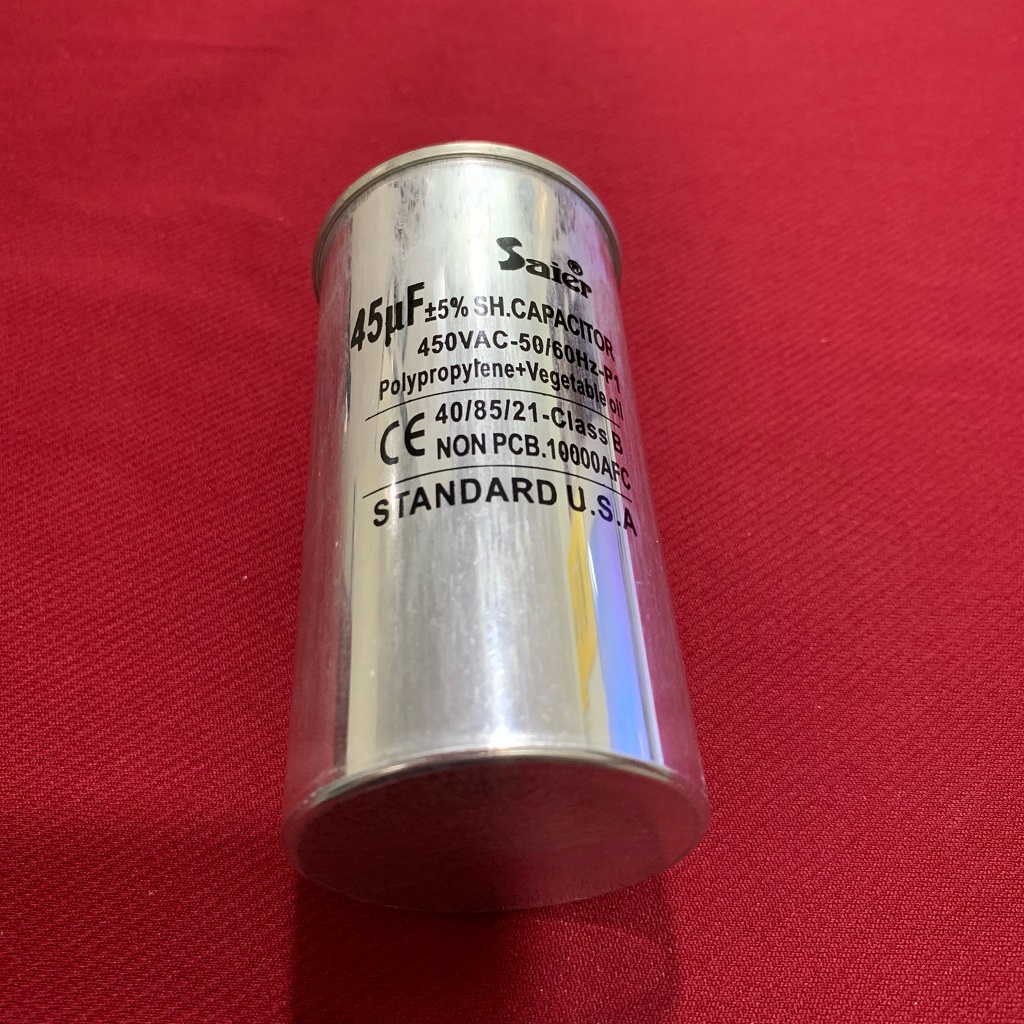 Saier®
45µF±5% SH.CAPACITOR
450VAC-50/60Hz-P1
Polypropylene+Vegetable oil
CE 40/85/21-Class B
NON PCB.10000AFC
STANDARD U.S.A